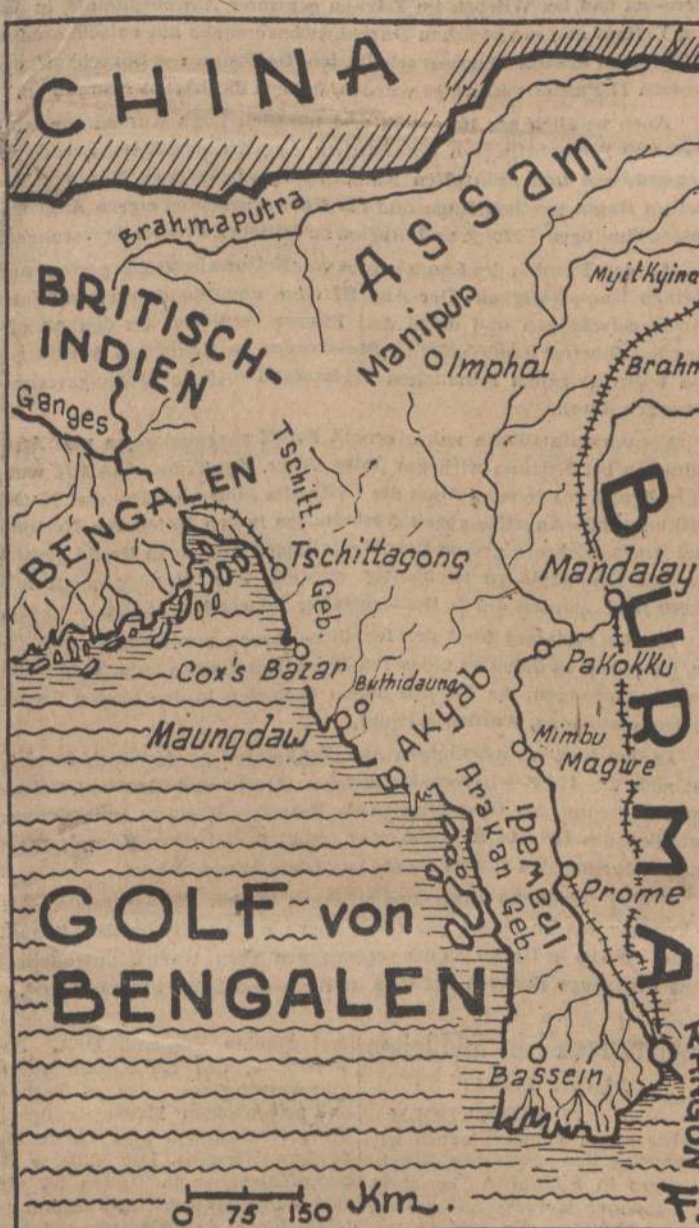 CHINA
ASSAM
Brahmaputra
BRITISCH-
INDIEN
Manipur
Imphal
MyitKyina
Brahm
Ganges
BENGALEN
Tschitt.
Geb
Tschittagong
BURMA
Mandalay
Cox's Bazar
Buthidaung
Pakokku
Maungdaw
AKyab
Mimbu
Magwe
Arakan Geb
Irawadi
Prome
GOLF von
BENGALEN
Bassein
RANGUN
0 75 150 Km.